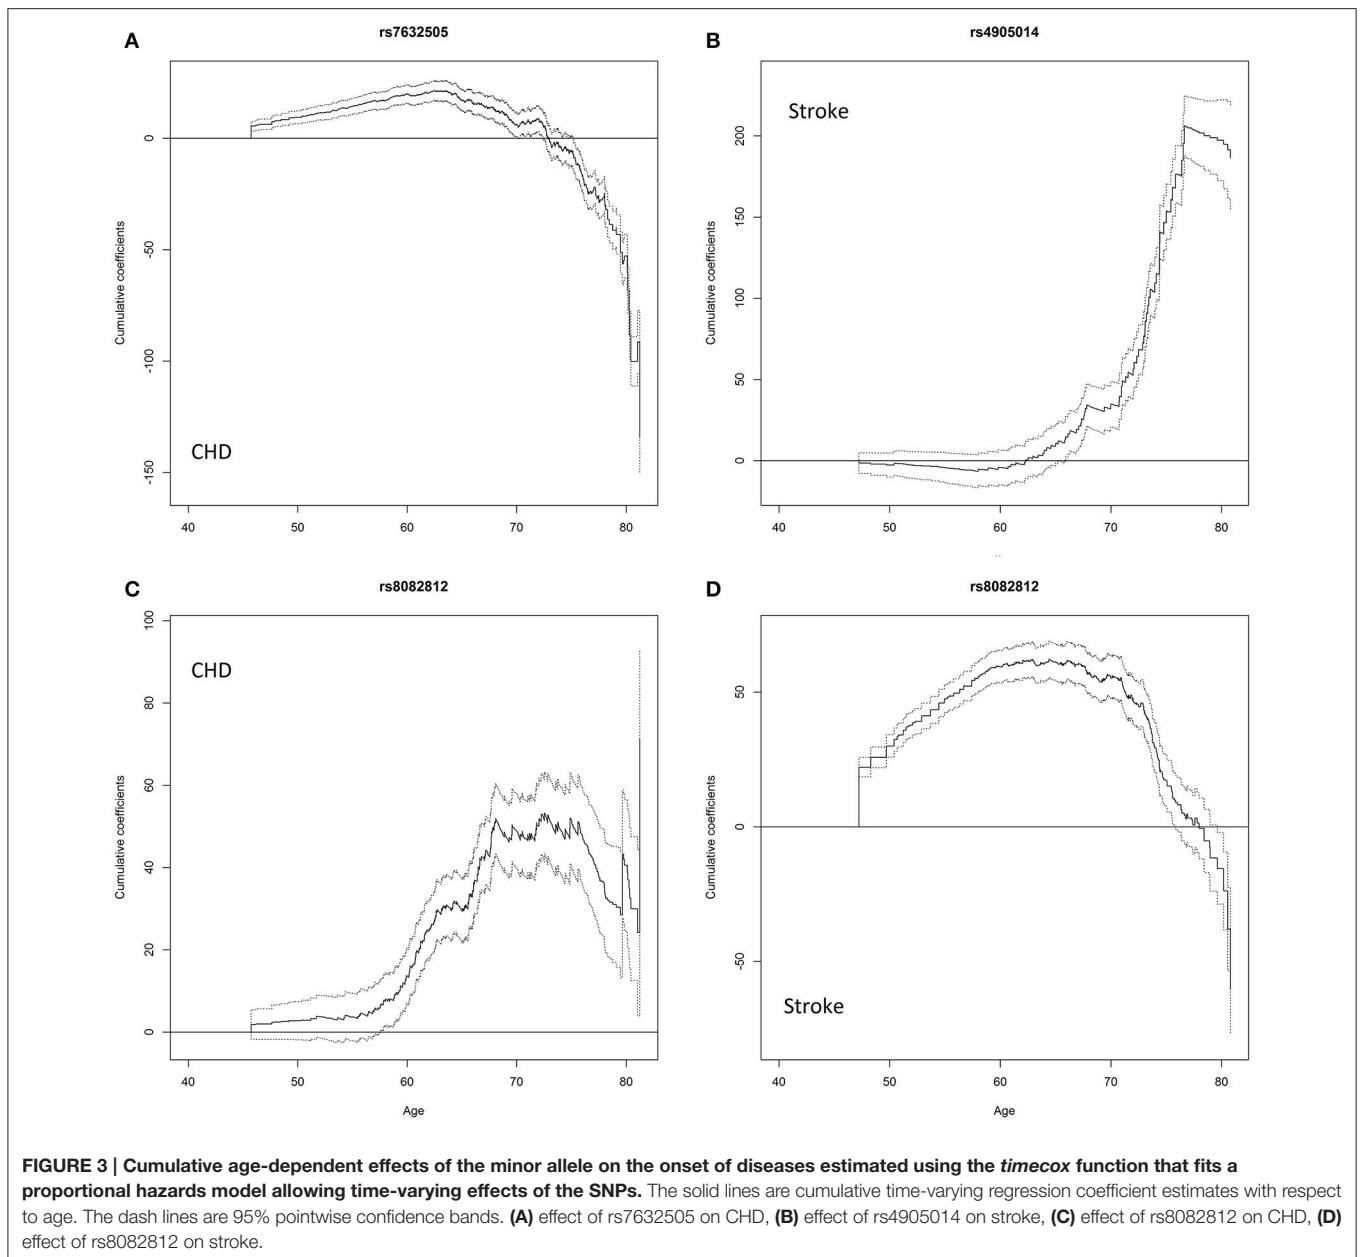 A
rs7632505
Cumulative coefficients
0
-50
-100
-150
CHD
40 50 60 70 80
B
rs4905014
Stroke
Cumulative coefficients
200
150
100
50
0
40 50 60 70 80
C
rs8082812
CHD
Cumulative coefficients
100
80
60
40
20
0
40 50 60 70 80
Age
D
rs8082812
Cumulative coefficients
50
0
-50
Stroke
40 50 60 70 80
Age
FIGURE 3 | Cumulative age-dependent effects of the minor allele on the onset of diseases estimated using the timecox function that fits a
proportional hazards model allowing time-varying effects of the SNPs. The solid lines are cumulative time-varying regression coefficient estimates with respect
to age. The dash lines are 95% pointwise confidence bands. (A) effect of rs7632505 on CHD, (B) effect of rs4905014 on stroke, (C) effect of rs8082812 on CHD, (D)
effect of rs8082812 on stroke.